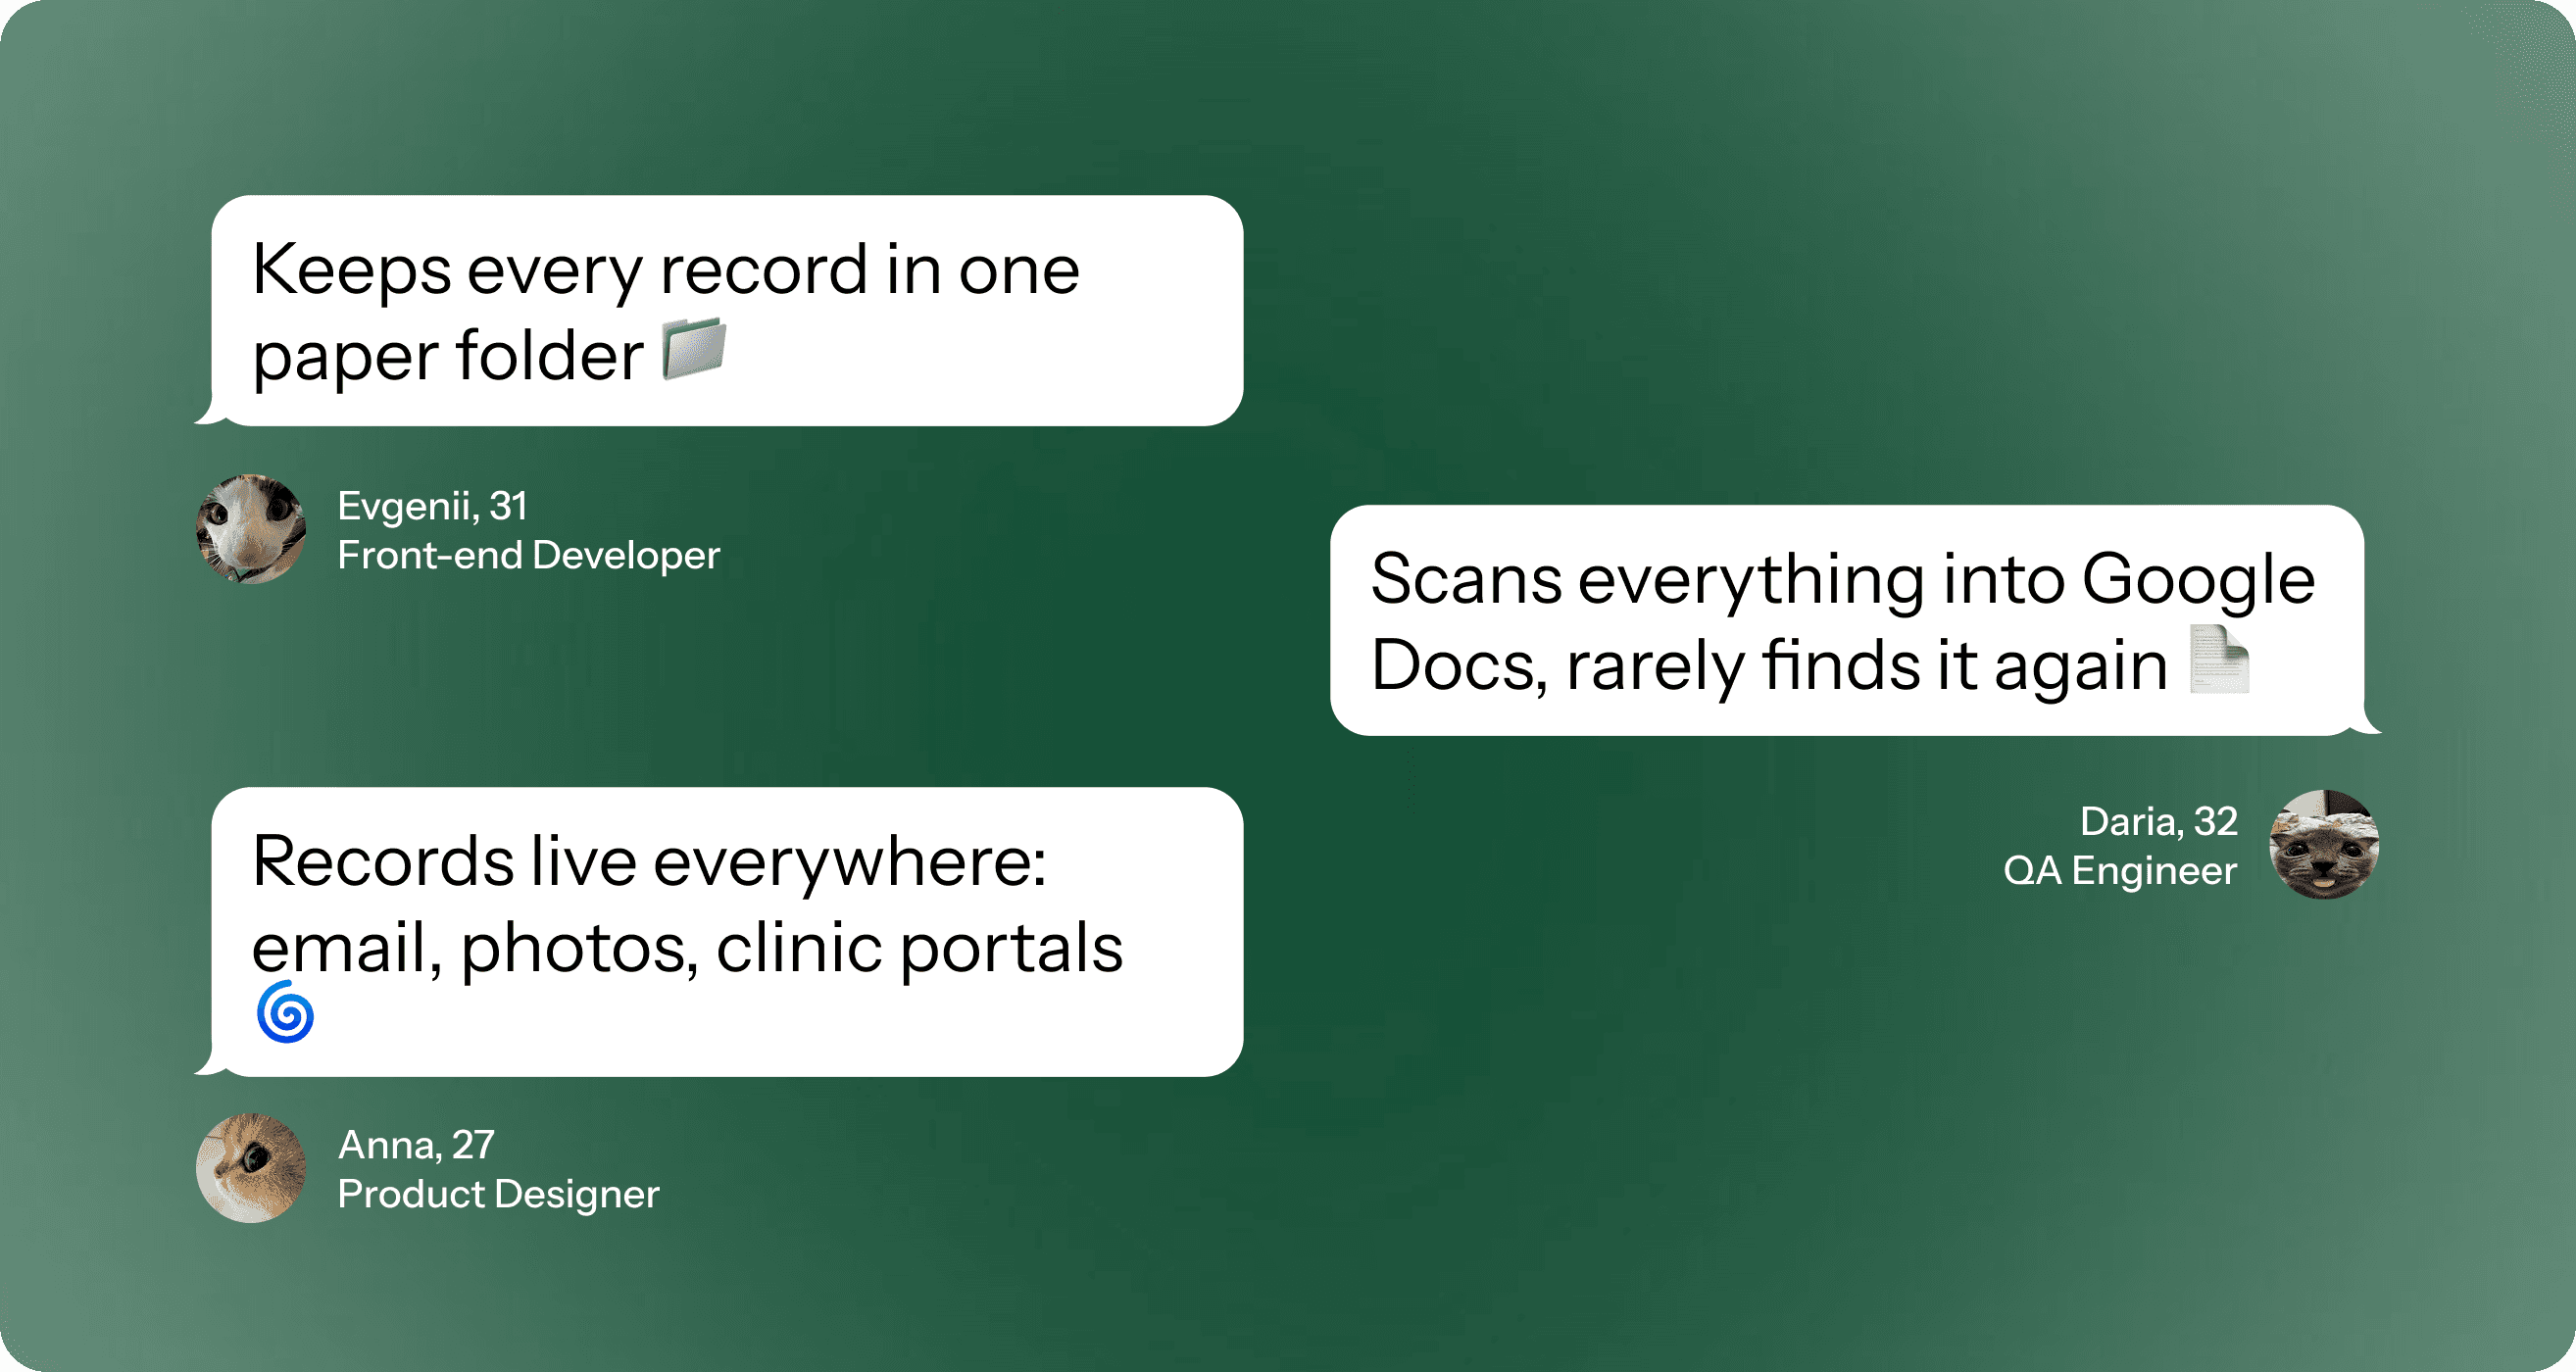 Keeps every record in one
paper folder 📁
Evgenii, 31
Front-end Developer
Scans everything into Google
Docs, rarely finds it again 📄
Daria, 32
QA Engineer
Records live everywhere:
email, photos, clinic portals
🌀
Anna, 27
Product Designer